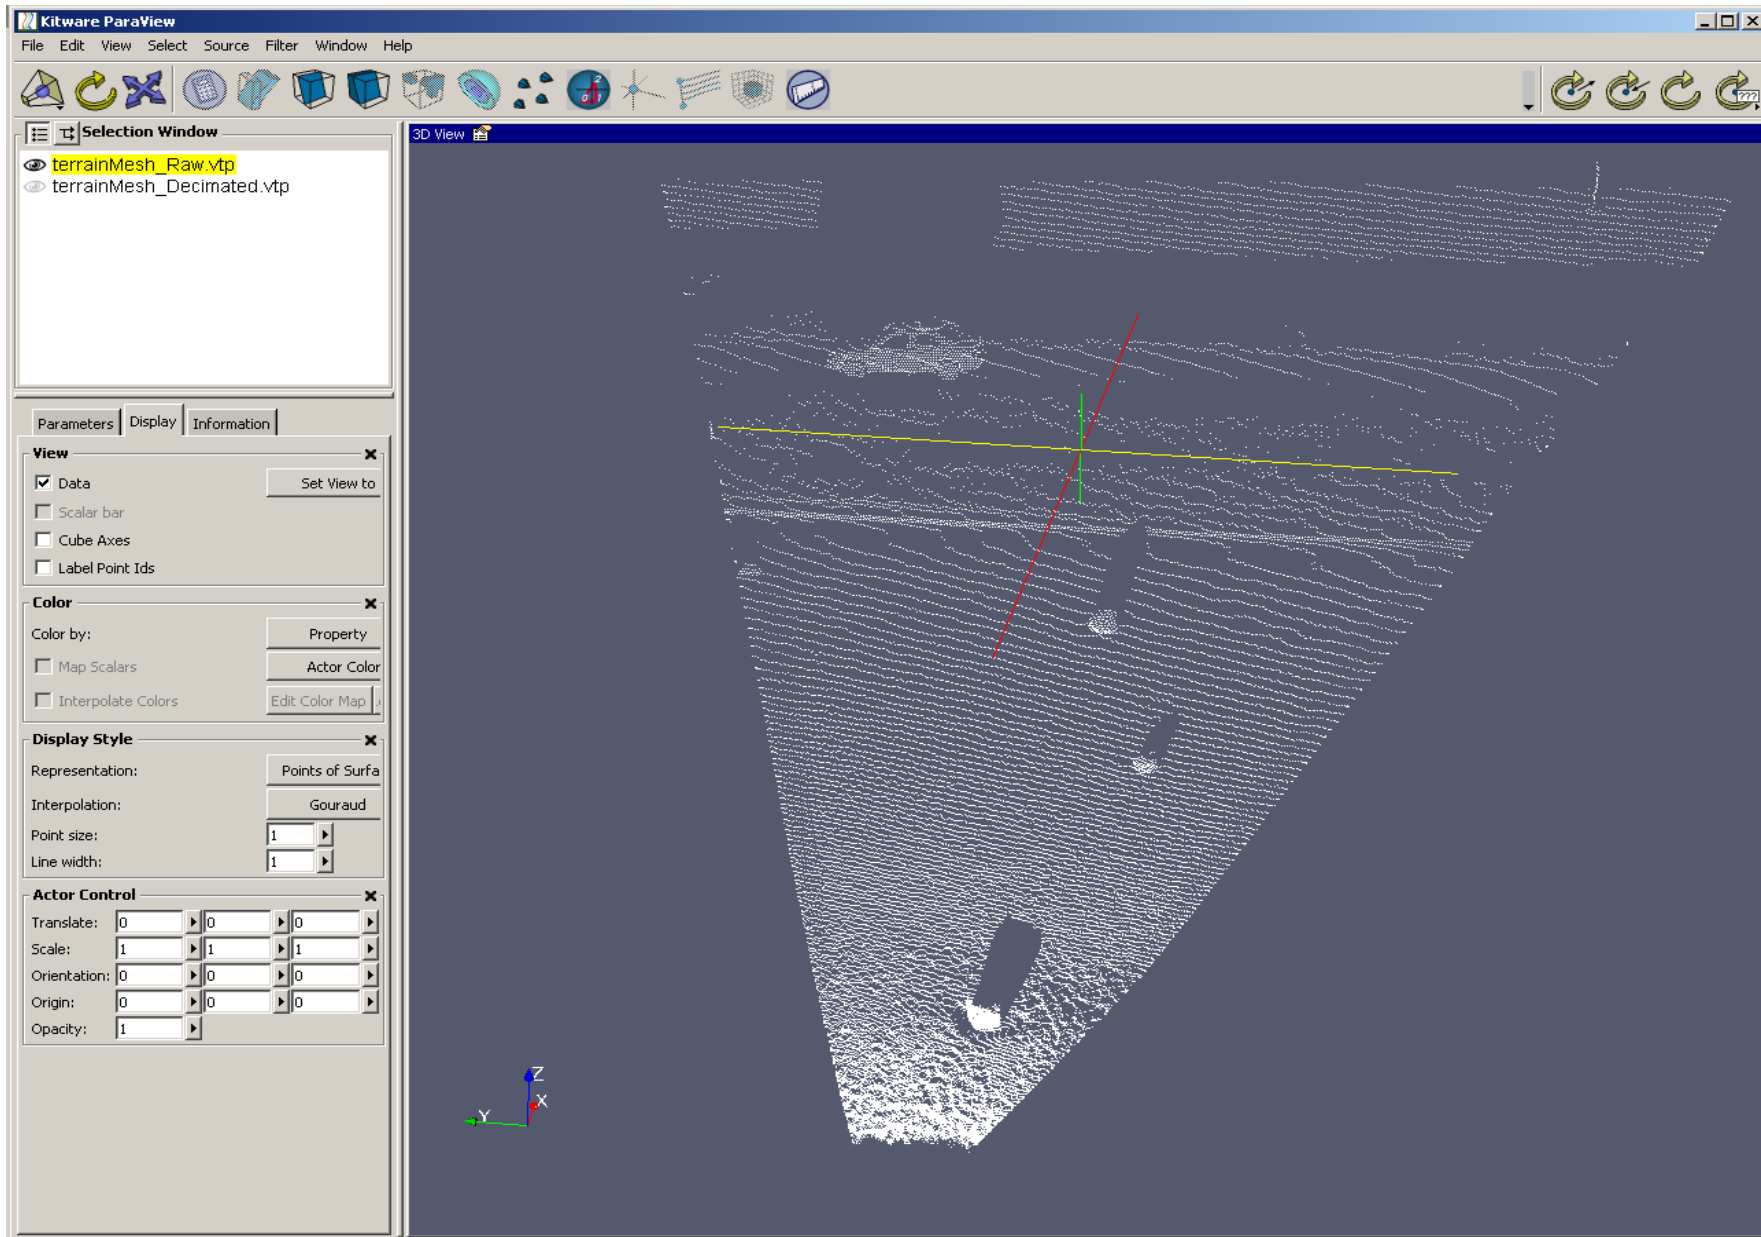 Kitware ParaView
File Edit View Select Source Filter Window Help
2
0 .1
???
Selection Window
3D View
terrainMesh_Raw.vtp
terrainMesh_Decimated.vtp
Parameters Display Information
View
Data Set View to
Scalar bar
Cube Axes
Label Point Ids
Color
Color by: Property
Map Scalars Actor Color
Interpolate Colors Edit Color Map
Display Style
Representation: Points of Surfa
Interpolation: Gouraud
Point size: 1
Line width: 1
Actor Control
Translate: 0 0 0
Scale: 1 1 1
Orientation: 0 0 0
Origin: 0 0 0
Opacity: 1
Z
X
Y